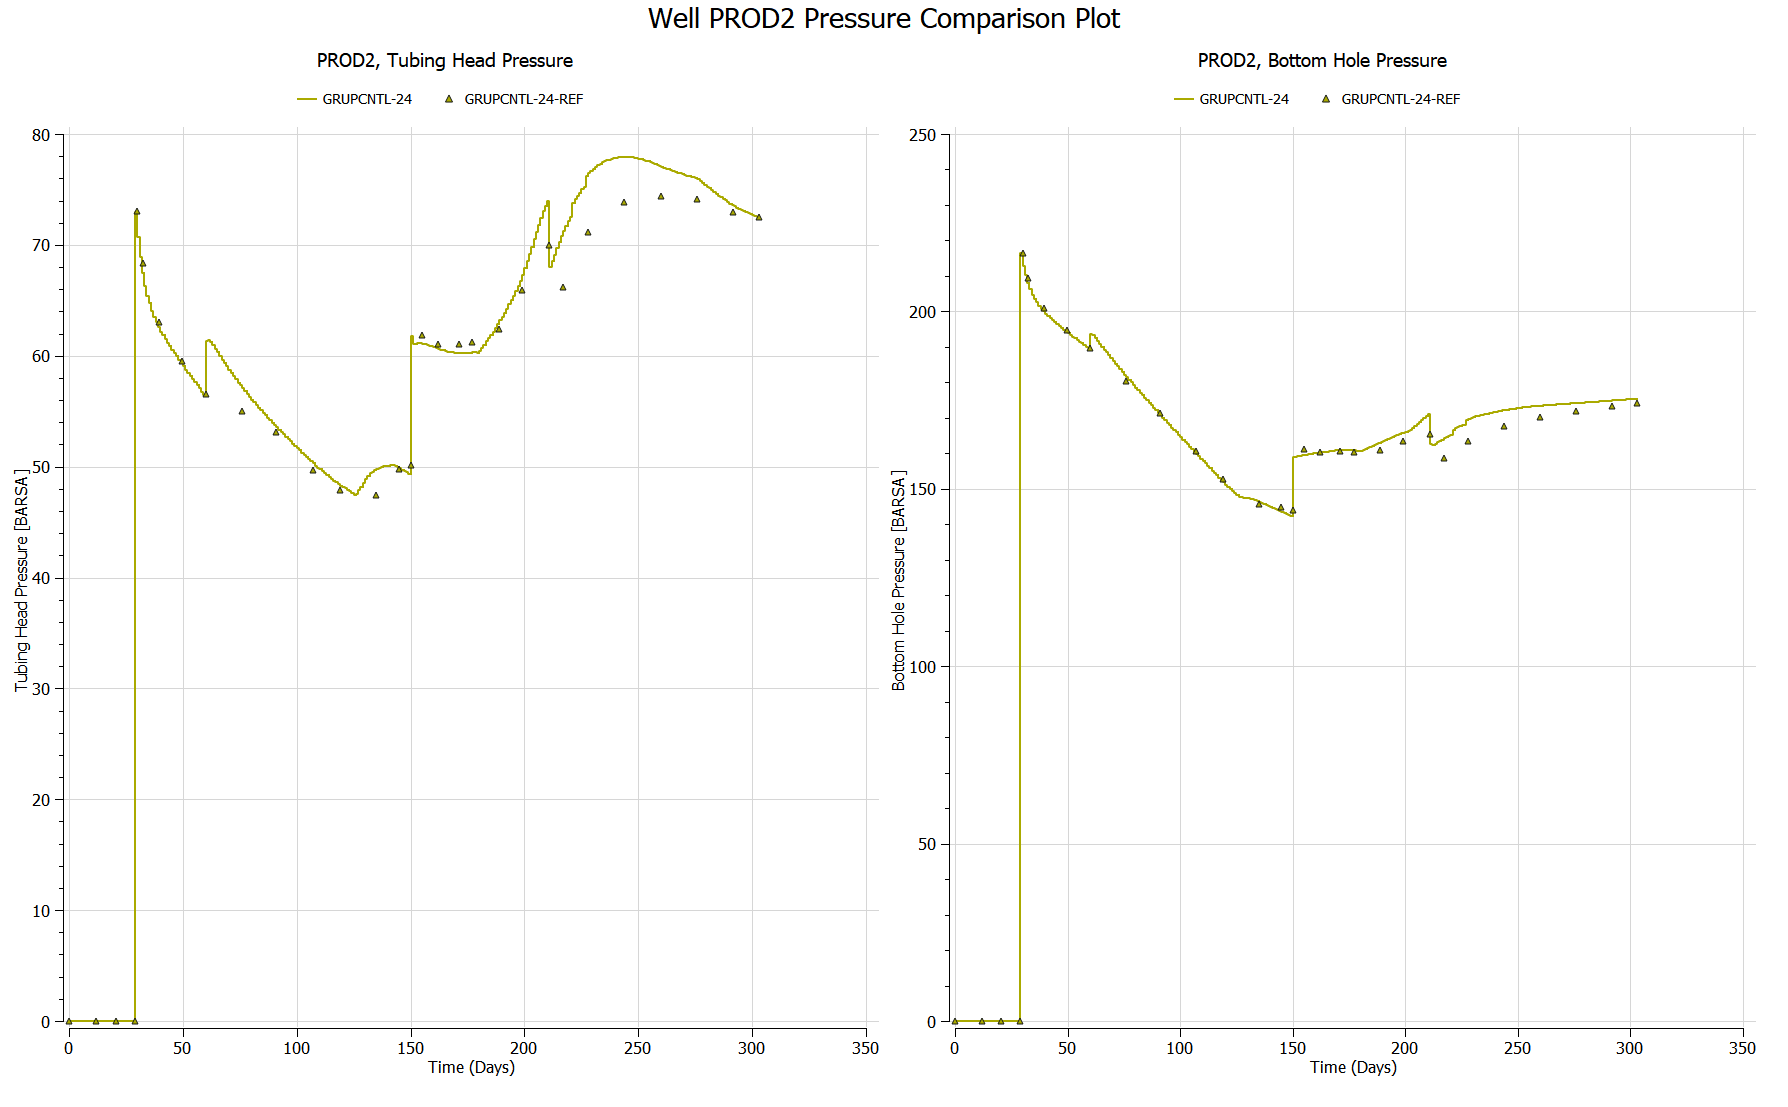 Well PROD2 Pressure Comparison Plot
PROD2, Tubing Head Pressure
GRUPCNTL-24
GRUPCNTL-24-REF
80
70
60
50
40
30
20
10
0
Tubing Head Pressure [BARSA]
0 50 100 150 200 250 300 350
Time (Days)
PROD2, Bottom Hole Pressure
GRUPCNTL-24
GRUPCNTL-24-REF
250
200
150
100
50
0
Bottom Hole Pressure [BARSA]
0 50 100 150 200 250 300 350
Time (Days)